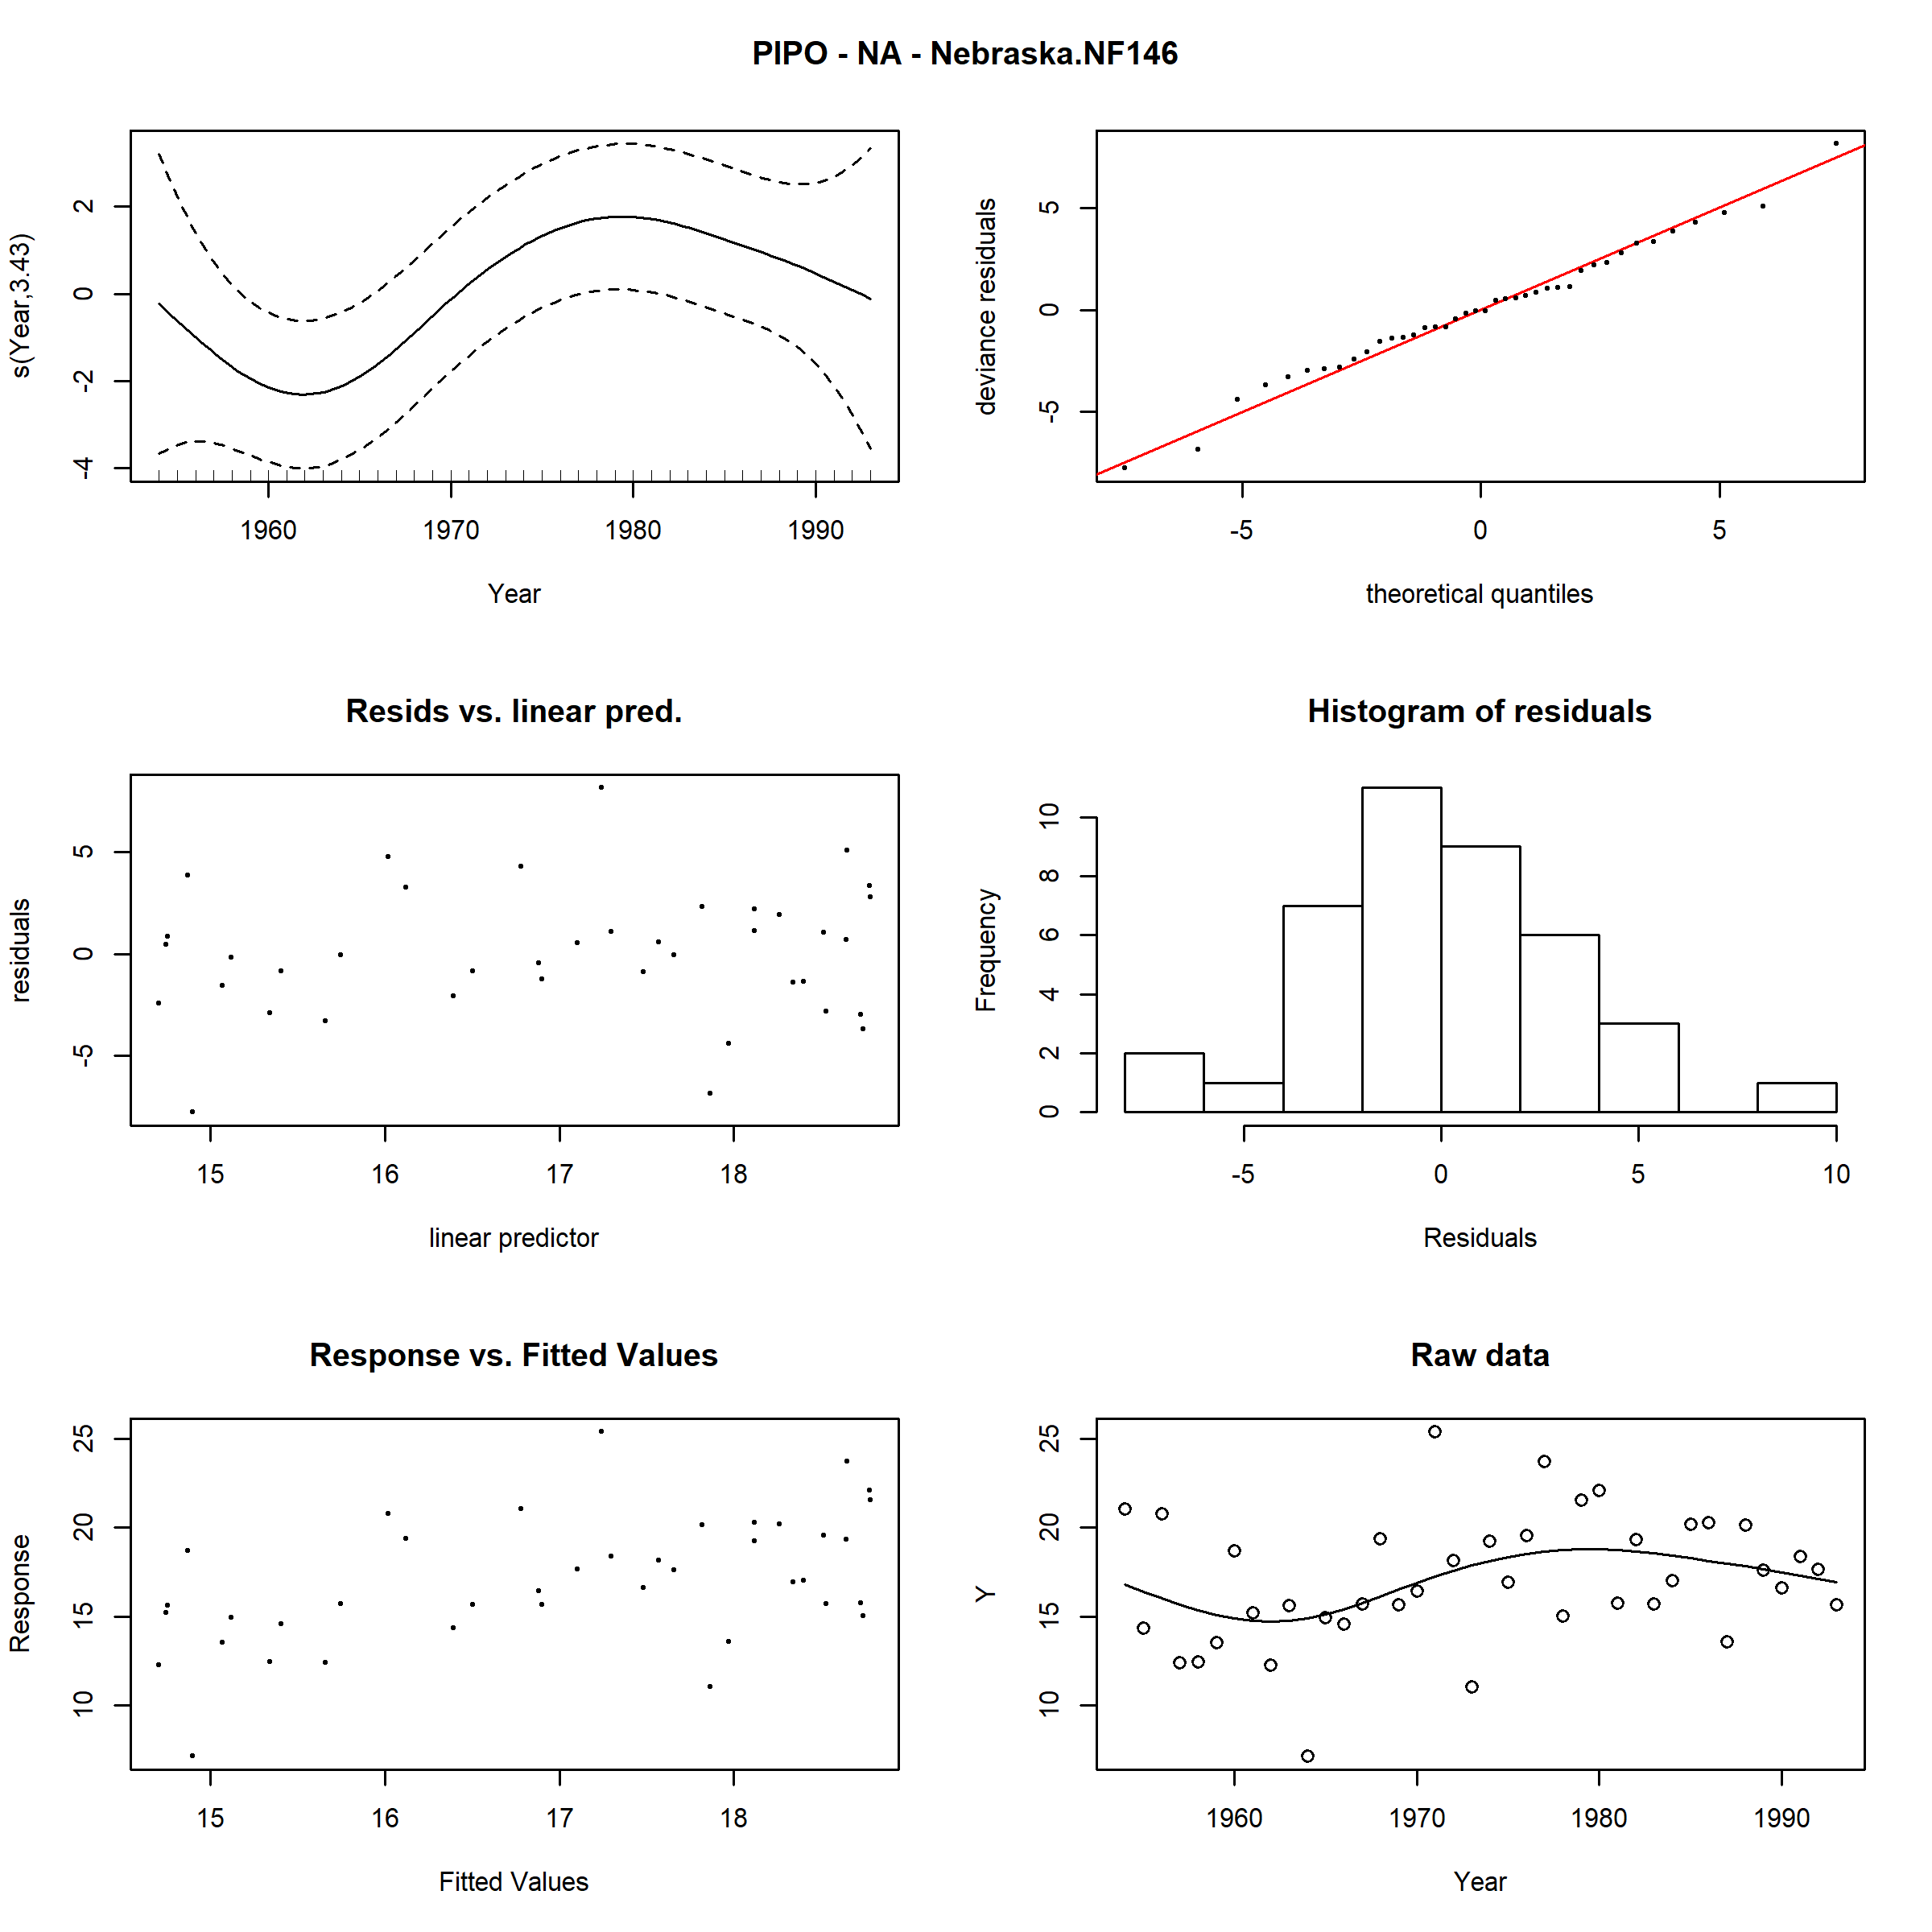 PIPO - NA - Nebraska.NF146
s(Year,3.43)
2
0
-2
-4
1960 1970 1980 1990
Year
deviance residuals
5
0
-5
-5 0 5
theoretical quantiles
Resids vs. linear pred.
residuals
5
0
-5
15 16 17 18
linear predictor
Histogram of residuals
Frequency
10
8
6
4
2
0
-5 0 5 10
Residuals
Response vs. Fitted Values
Response
25
20
15
10
15 16 17 18
Fitted Values
Raw data
Y
25
20
15
10
1960 1970 1980 1990
Year